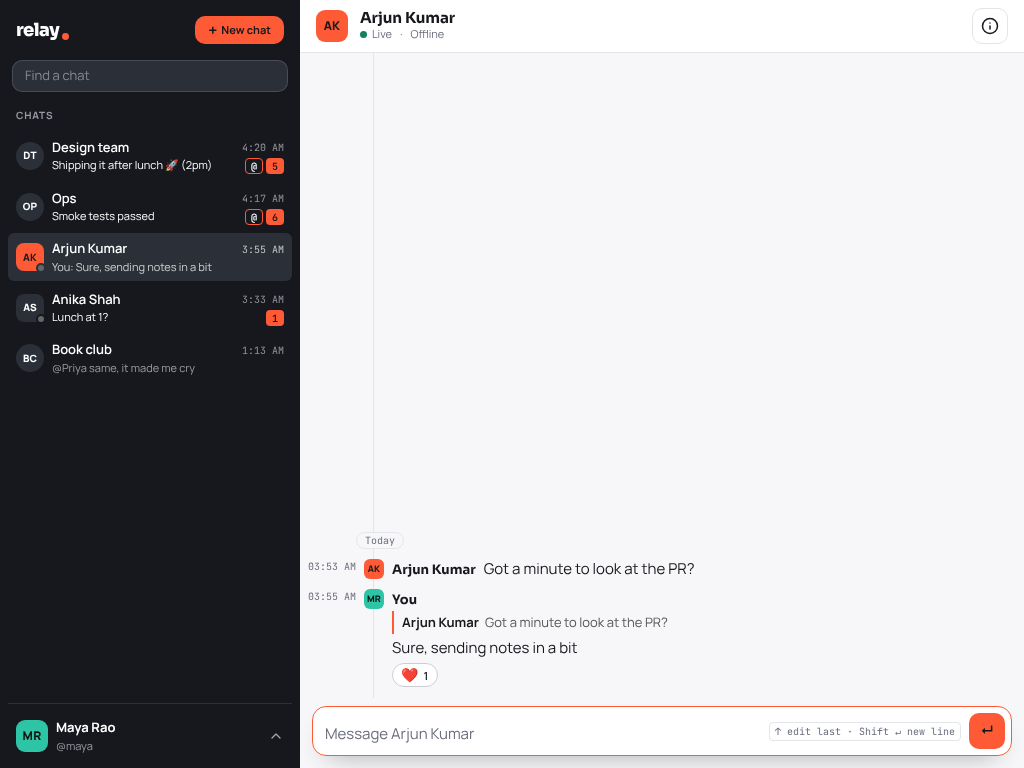 relay
+ New chat
Find a chat
CHATS
DT
Design team
4:20 AM
Shipping it after lunch 🚀 (2pm)
@ 5
OP
Ops
4:17 AM
Smoke tests passed
@ 6
AK
Arjun Kumar
3:55 AM
You: Sure, sending notes in a bit
AS
Anika Shah
3:33 AM
Lunch at 1?
1
BC
Book club
1:13 AM
@Priya same, it made me cry
MR
Maya Rao
@maya
AK
Arjun Kumar
Live · Offline
Today
03:53 AM AK Arjun Kumar Got a minute to look at the PR?
03:55 AM MR You
Arjun Kumar Got a minute to look at the PR?
Sure, sending notes in a bit
❤️ 1
Message Arjun Kumar
↑ edit last · Shift ↵ new line